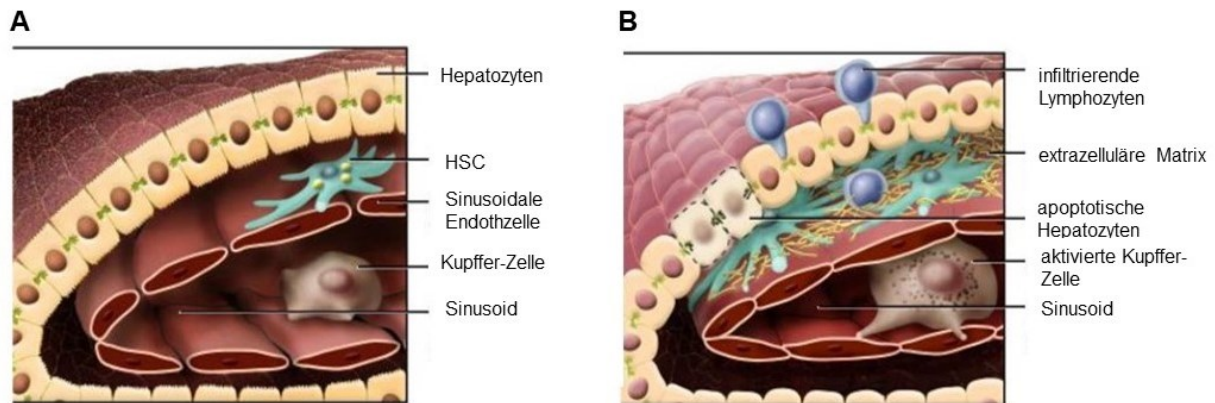 A
Hepatozyten
HSC
Sinusoidale
Endothzelle
Kupffer-Zelle
Sinusoid
B
infiltrierende
Lymphozyten
extrazelluläre Matrix
apoptotische
Hepatozyten
aktivierte Kupffer-
Zelle
Sinusoid